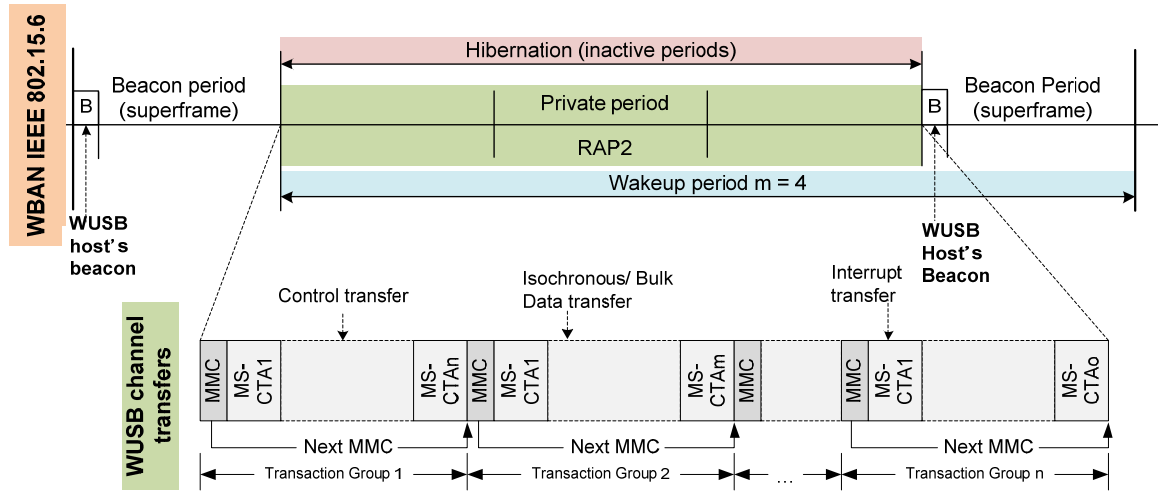 WBAN IEEE 802.15.6
Hibernation (inactive periods)
B
Beacon period
(superframe)
Private period
RAP2
B
Beacon Period
(superframe)
Wakeup period m = 4
WUSB
host's
beacon
WUSB
Host's
Beacon
WUSB channel
transfers
Control transfer
Isochronous/ Bulk
Data transfer
Interrupt
transfer
MMC
MS-
CTA1
MS-
CTAn
MMC
MS-
CTA1
MS-
CTAm
MMC
MMC
MS-
CTA1
MS-
CTAo
Next MMC
Next MMC
Next MMC
Transaction Group 1
Transaction Group 2
...
Transaction Group n